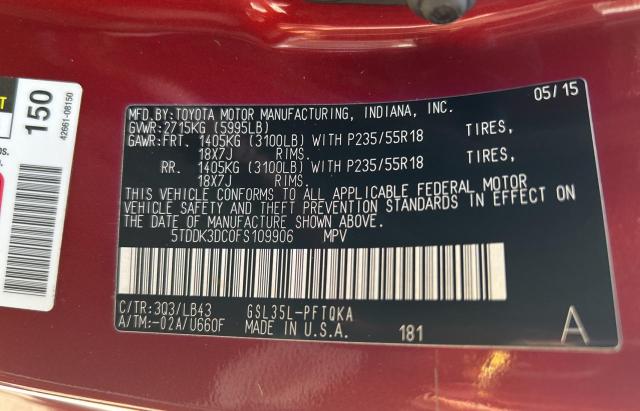 T
150
42661-08150
bs.
MFD.BY:TOYOTA MOTOR MANUFACTURING, INDIANA, INC. 05/15
GVWR:2715KG (5995LB)
GAWR:FRT. 1405KG (3100LB) WITH P235/55R18 TIRES,
18X7J RIMS.
RR. 1405KG (3100LB) WITH P235/55R18 TIRES,
18X7J RIMS.
THIS VEHICLE CONFORMS TO ALL APPLICABLE FEDERAL MOTOR
VEHICLE SAFETY AND THEFT PREVENTION STANDARDS IN EFFECT ON
THE DATE OF MANUFACTURE SHOWN ABOVE.
5TDDK3DC0FS109906 MPV
C/TR:3Q3/LB43 GSL35L-PFTQKA
A/TM:-02A/U660F MADE IN U.S.A. 181 A